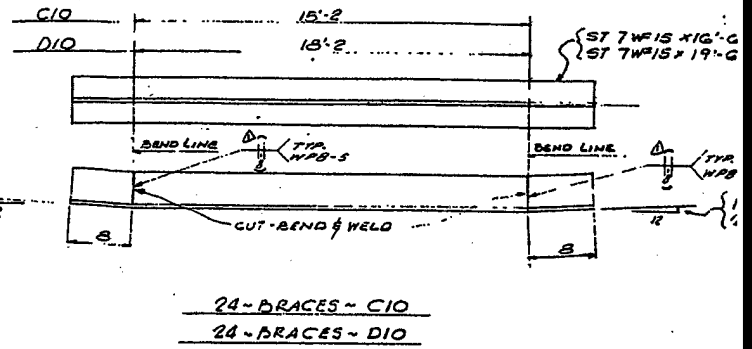 C10 15'-2
D10 18'-2
ST 7WF15 x 16'-6
ST 7WF15 x 19'-6
BEND LINE
TYP.
WPB-5
BEND LINE
TYP.
WPB
CUT-BEND & WELD
8
8
12
24~BRACES~C10
24~BRACES~D10